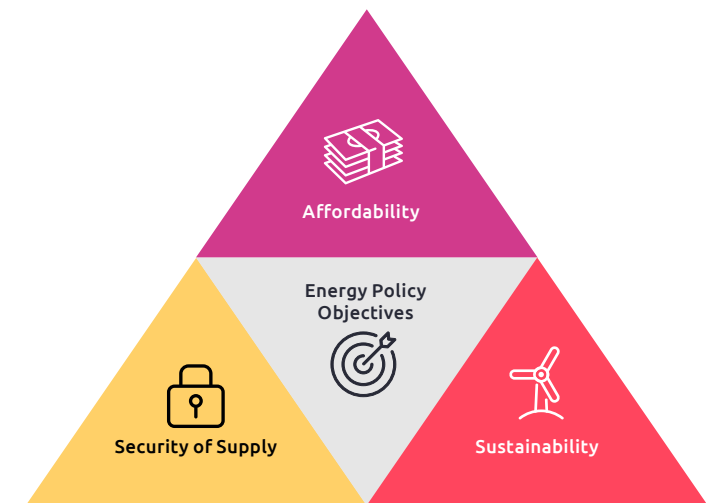 Affordability
Energy Policy
Objectives
Security of Supply
Sustainability